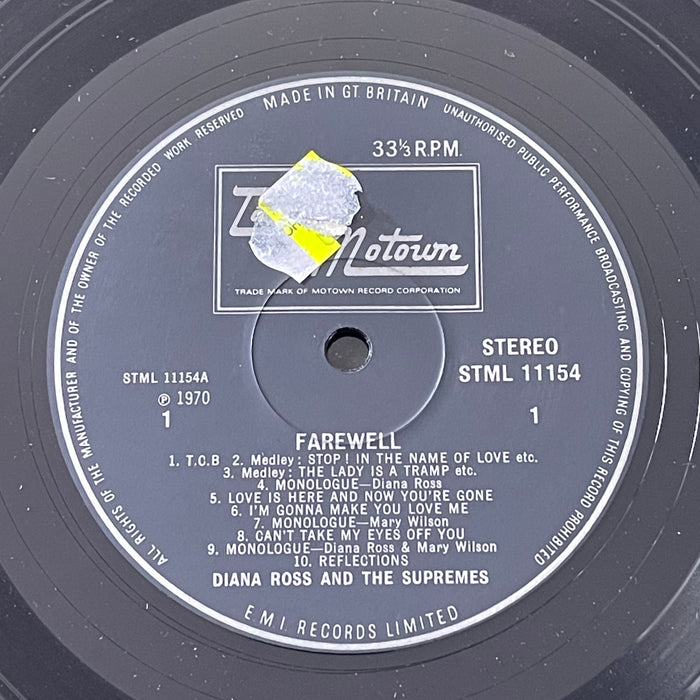 MADE IN GT. BRITAIN
UNAUTHORISED PUBLIC PERFORMANCE BROADCASTING AND COPYING OF THIS RECORD PROHIBITED
ALL RIGHTS OF THE MANUFACTURER AND OF THE OWNER OF THE RECORDED WORK RESERVED
33⅓ R.P.M.
Motown
TRADE MARK OF MOTOWN RECORD CORPORATION
STEREO
STML 11154A
STML 11154
℗ 1970
1
1
FAREWELL
1. T.C.B 2. Medley: STOP! IN THE NAME OF LOVE etc.
3. Medley: THE LADY IS A TRAMP etc.
4. MONOLOGUE—Diana Ross
5. LOVE IS HERE AND NOW YOU'RE GONE
6. I'M GONNA MAKE YOU LOVE ME
7. MONOLOGUE—Mary Wilson
8. CAN'T TAKE MY EYES OFF YOU
9. MONOLOGUE—Diana Ross & Mary Wilson
10. REFLECTIONS
DIANA ROSS AND THE SUPREMES
E.M.I. RECORDS LIMITED